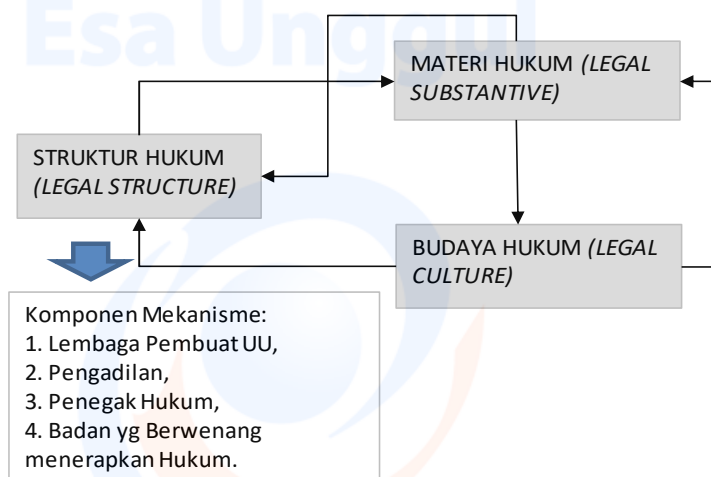 Esa Unggul
MATERI HUKUM (LEGAL
SUBSTANTIVE)
STRUKTUR HUKUM
(LEGAL STRUCTURE)
BUDAYA HUKUM (LEGAL
CULTURE)
Komponen Mekanisme:
1. Lembaga Pembuat UU,
2. Pengadilan,
3. Penegak Hukum,
4. Badan yg Berwenang
menerapkan Hukum.